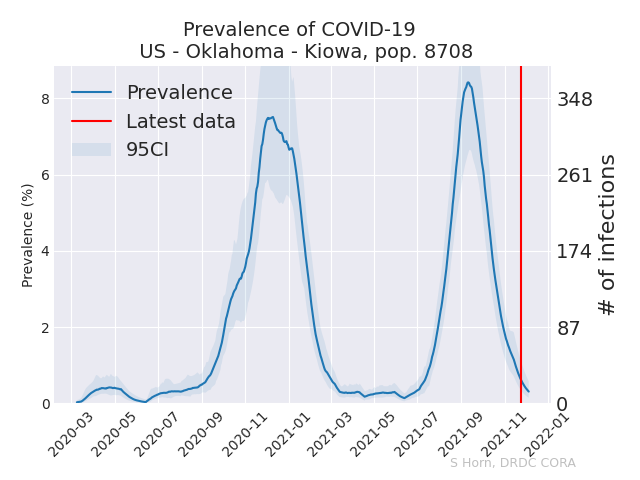 Prevalence of COVID-19
US - Oklahoma - Kiowa, pop. 8708
Prevalence
Latest data
95CI
Prevalence (%)
8
6
4
2
0
348
261
174
87
0
# of infections
2020-03
2020-05
2020-07
2020-09
2020-11
2021-01
2021-03
2021-05
2021-07
2021-09
2021-11
2022-01
S Horn, DRDC CORA